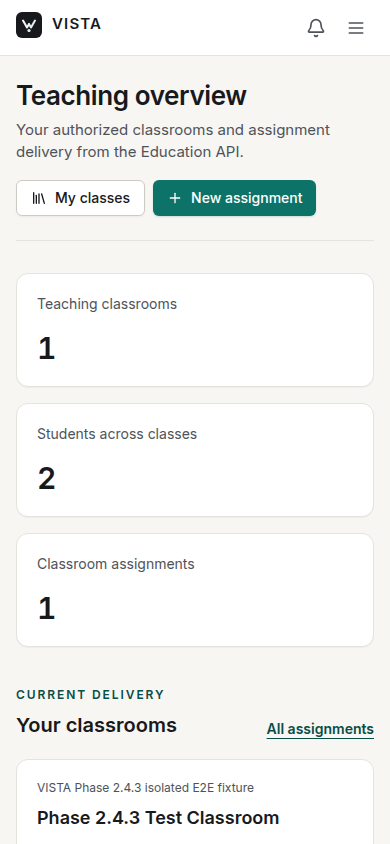 VISTA
Teaching overview
Your authorized classrooms and assignment
delivery from the Education API.
My classes
New assignment
Teaching classrooms
1
Students across classes
2
Classroom assignments
1
CURRENT DELIVERY
Your classrooms
All assignments
VISTA Phase 2.4.3 isolated E2E fixture
Phase 2.4.3 Test Classroom